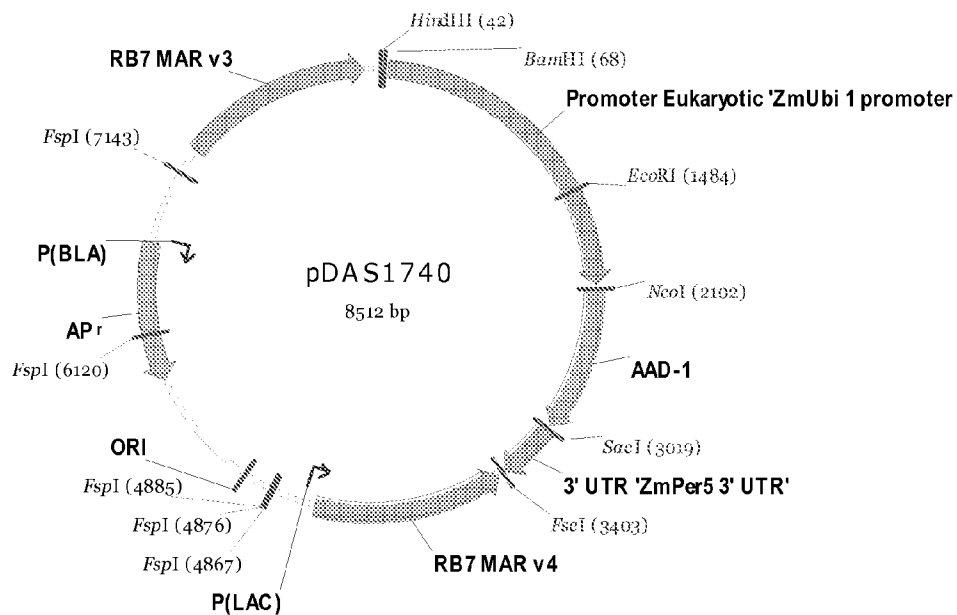 HindIII (42)
RB7 MAR v3
BamHI (68)
Promoter Eukaryotic 'ZmUbi 1 promoter
FspI (7143)
EcoRI (1484)
P(BLA)
pDAS1740
8512 bp
NcoI (2102)
APr
FspI (6120)
AAD-1
ORI
SacI (3019)
FspI (4885)
3' UTR 'ZmPer5 3' UTR'
FspI (4876)
FseI (3403)
FspI (4867)
RB7 MAR v4
P(LAC)